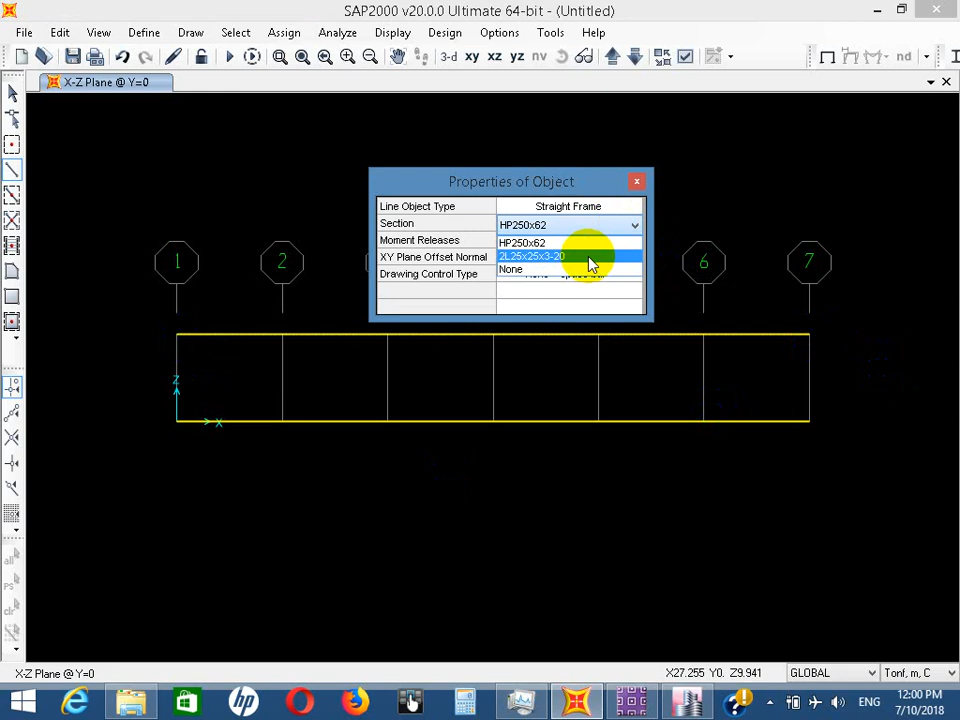 SAP2000 v20.0.0 Ultimate 64-bit - (Untitled)
File Edit View Define Draw Select Assign Analyze Display Design Options Tools Help
3-d xy xz yz nv nd
X-Z Plane @ Y=0
Properties of Object
Line Object Type Straight Frame
Section HP250x62
Moment Releases HP250x62
XY Plane Offset Normal 2L25x25x3-20
Drawing Control Type None
1 2 6 7
Z
X
all
PS
clr
X-Z Plane @ Y=0 X27.255 Y0. Z9.941 GLOBAL Tonf, m, C
ENG 12:00 PM
7/10/2018